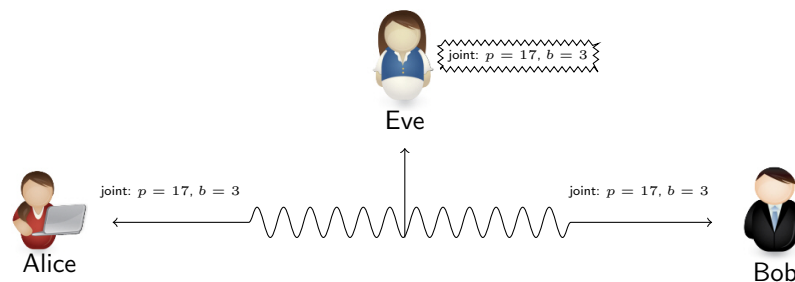 joint: p = 17, b = 3
Eve
joint: p = 17, b = 3
joint: p = 17, b = 3
Alice
Bob